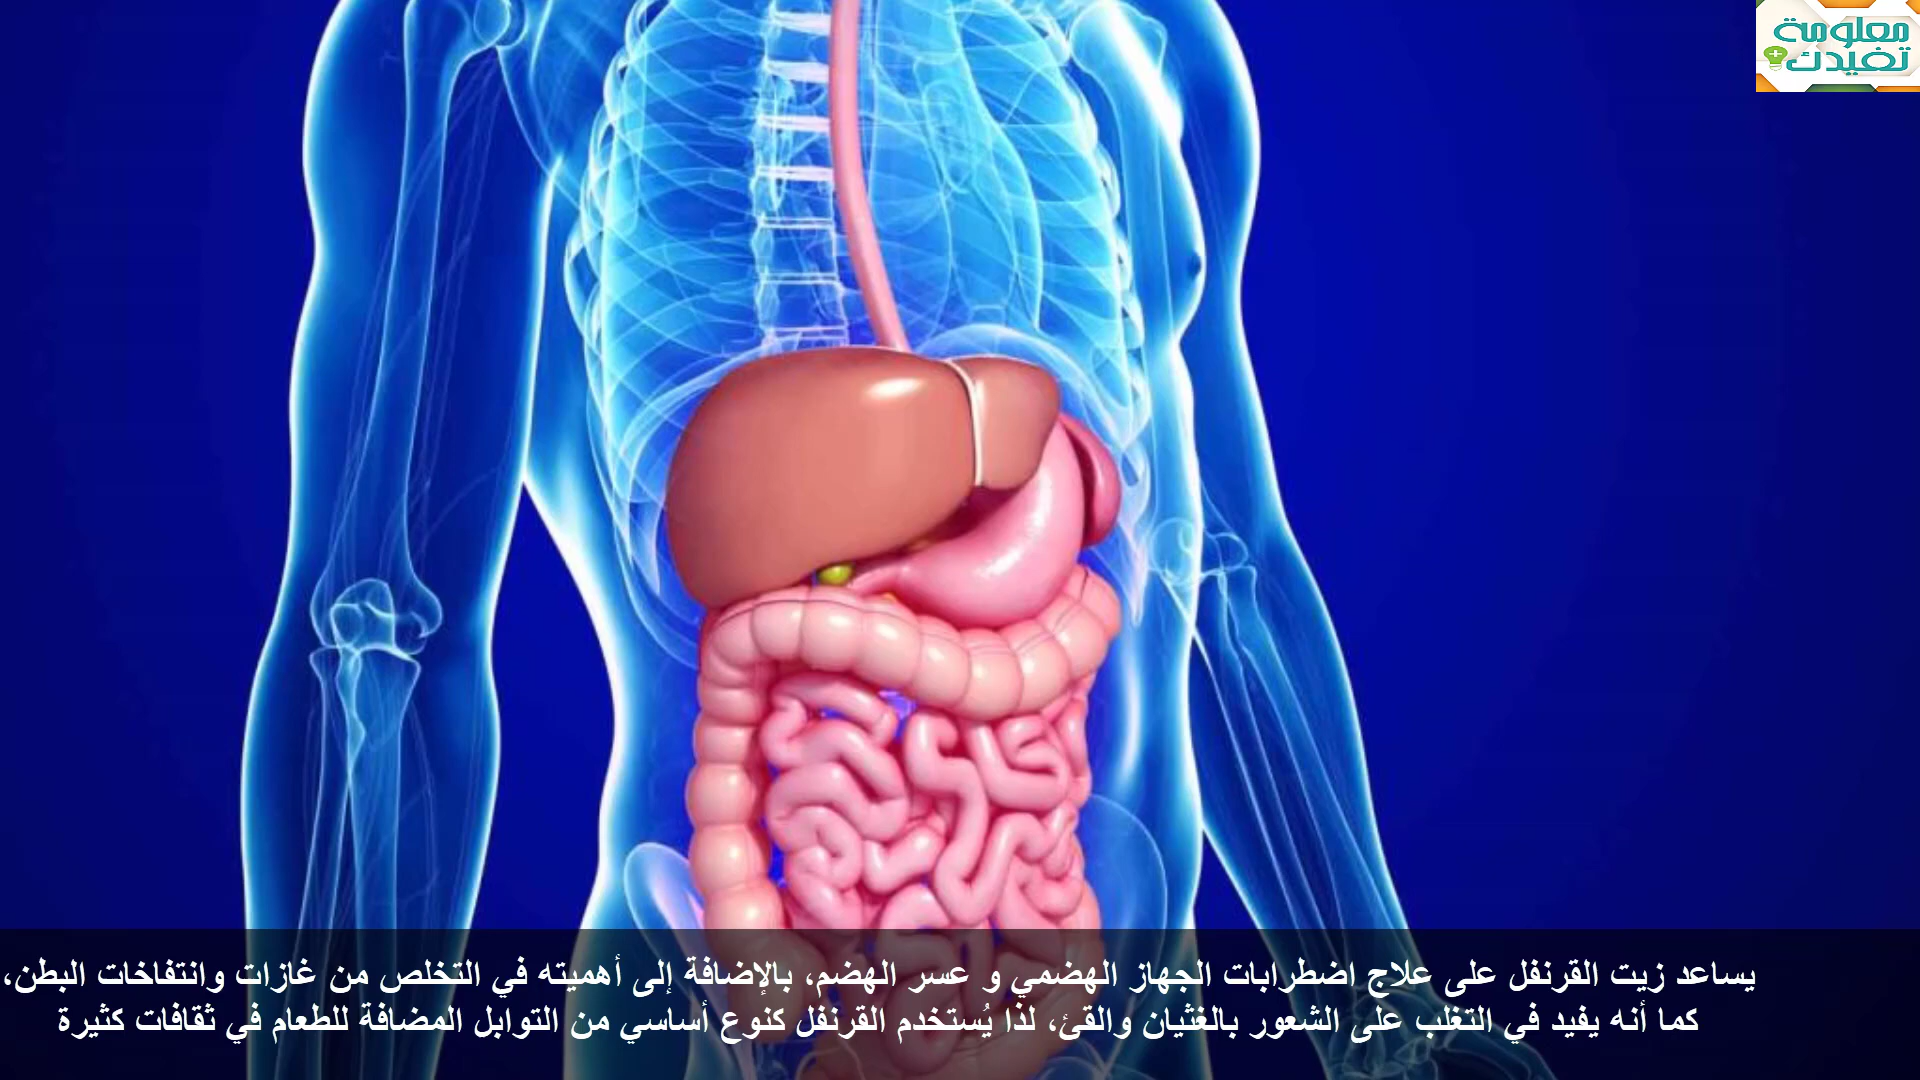 معلومة
تفيدك
يساعد زيت القرنفل على علاج اضطرابات الجهاز الهضمي و عسر الهضم، بالإضافة إلى أهميته في التخلص من غازات وانتفاخات البطن،
كما أنه يفيد في التغلب على الشعور بالغثيان والقئ، لذا يُستخدم القرنفل كنوع أساسي من التوابل المضافة للطعام في ثقافات كثيرة